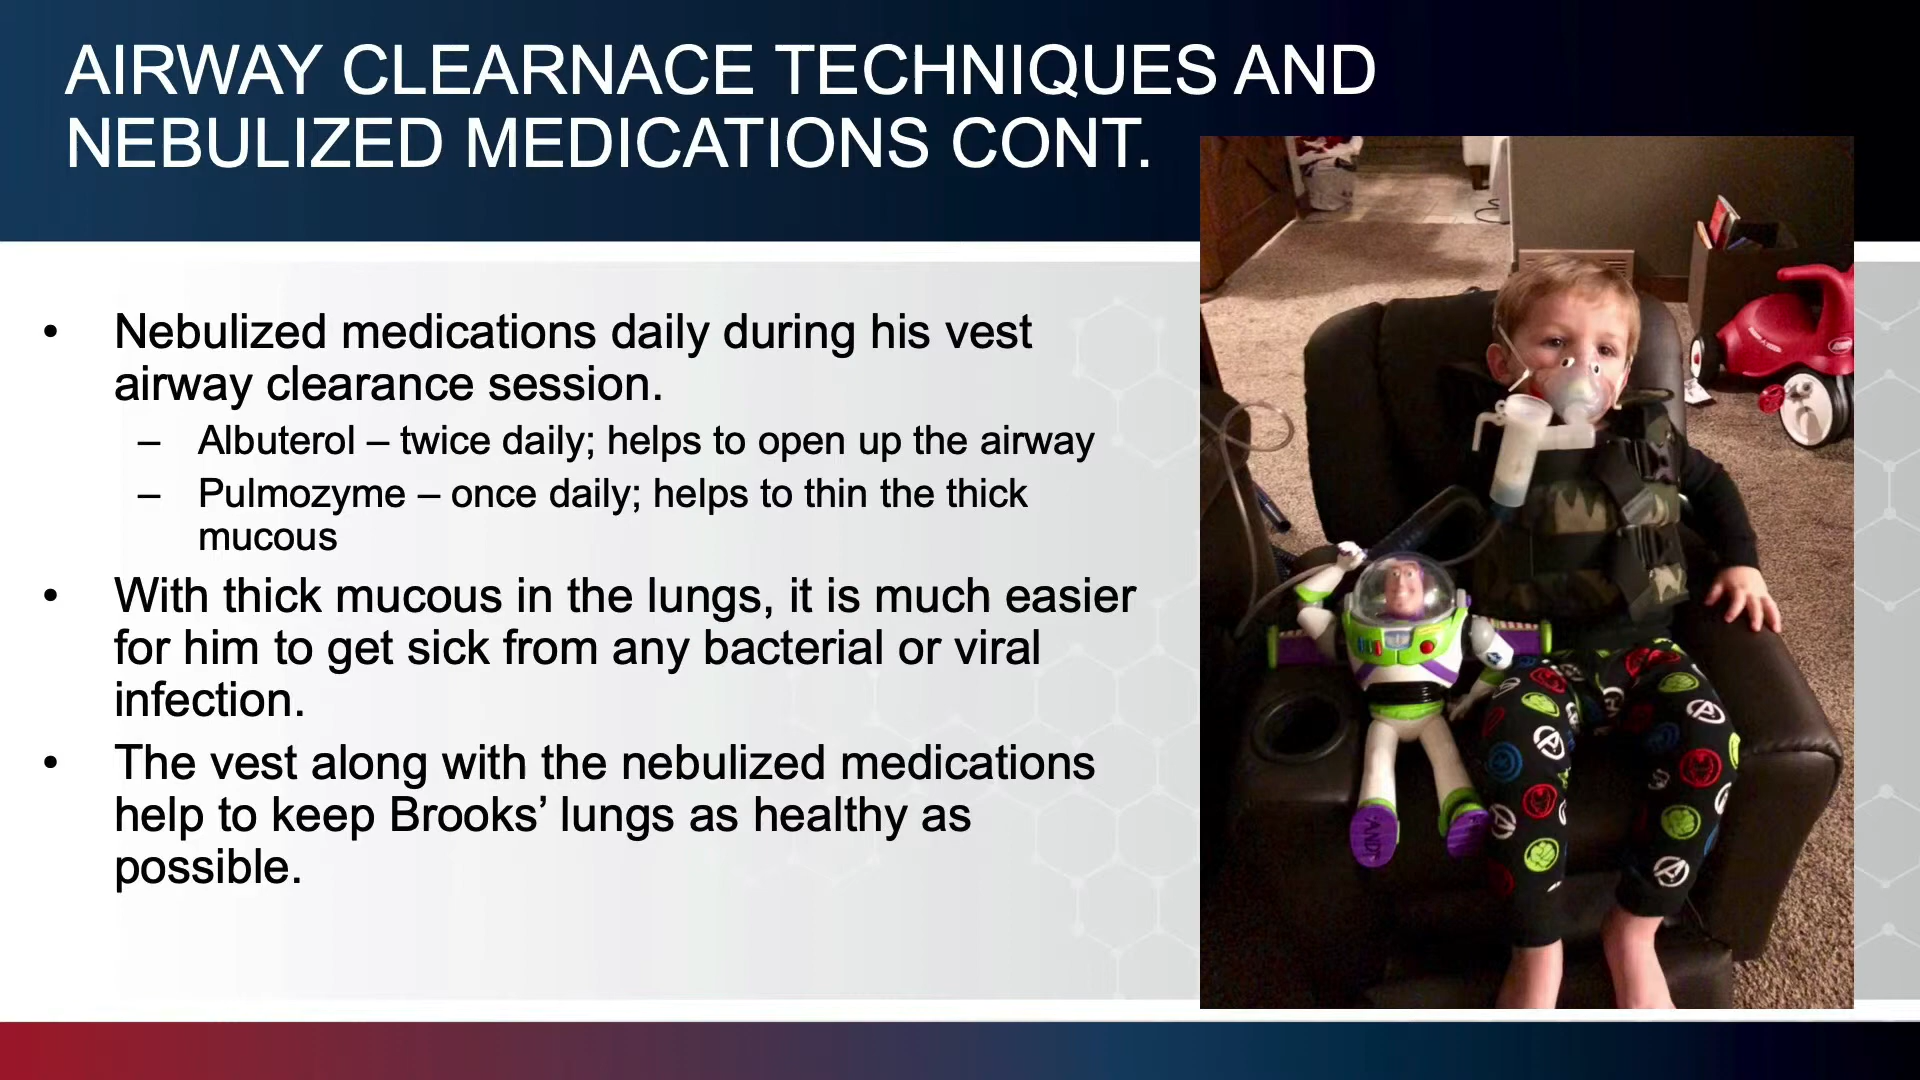 AIRWAY CLEARNACE TECHNIQUES AND
NEBULIZED MEDICATIONS CONT.
• Nebulized medications daily during his vest
airway clearance session.
– Albuterol – twice daily; helps to open up the airway
– Pulmozyme – once daily; helps to thin the thick
mucous
• With thick mucous in the lungs, it is much easier
for him to get sick from any bacterial or viral
infection.
• The vest along with the nebulized medications
help to keep Brooks’ lungs as healthy as
possible.
ANDY